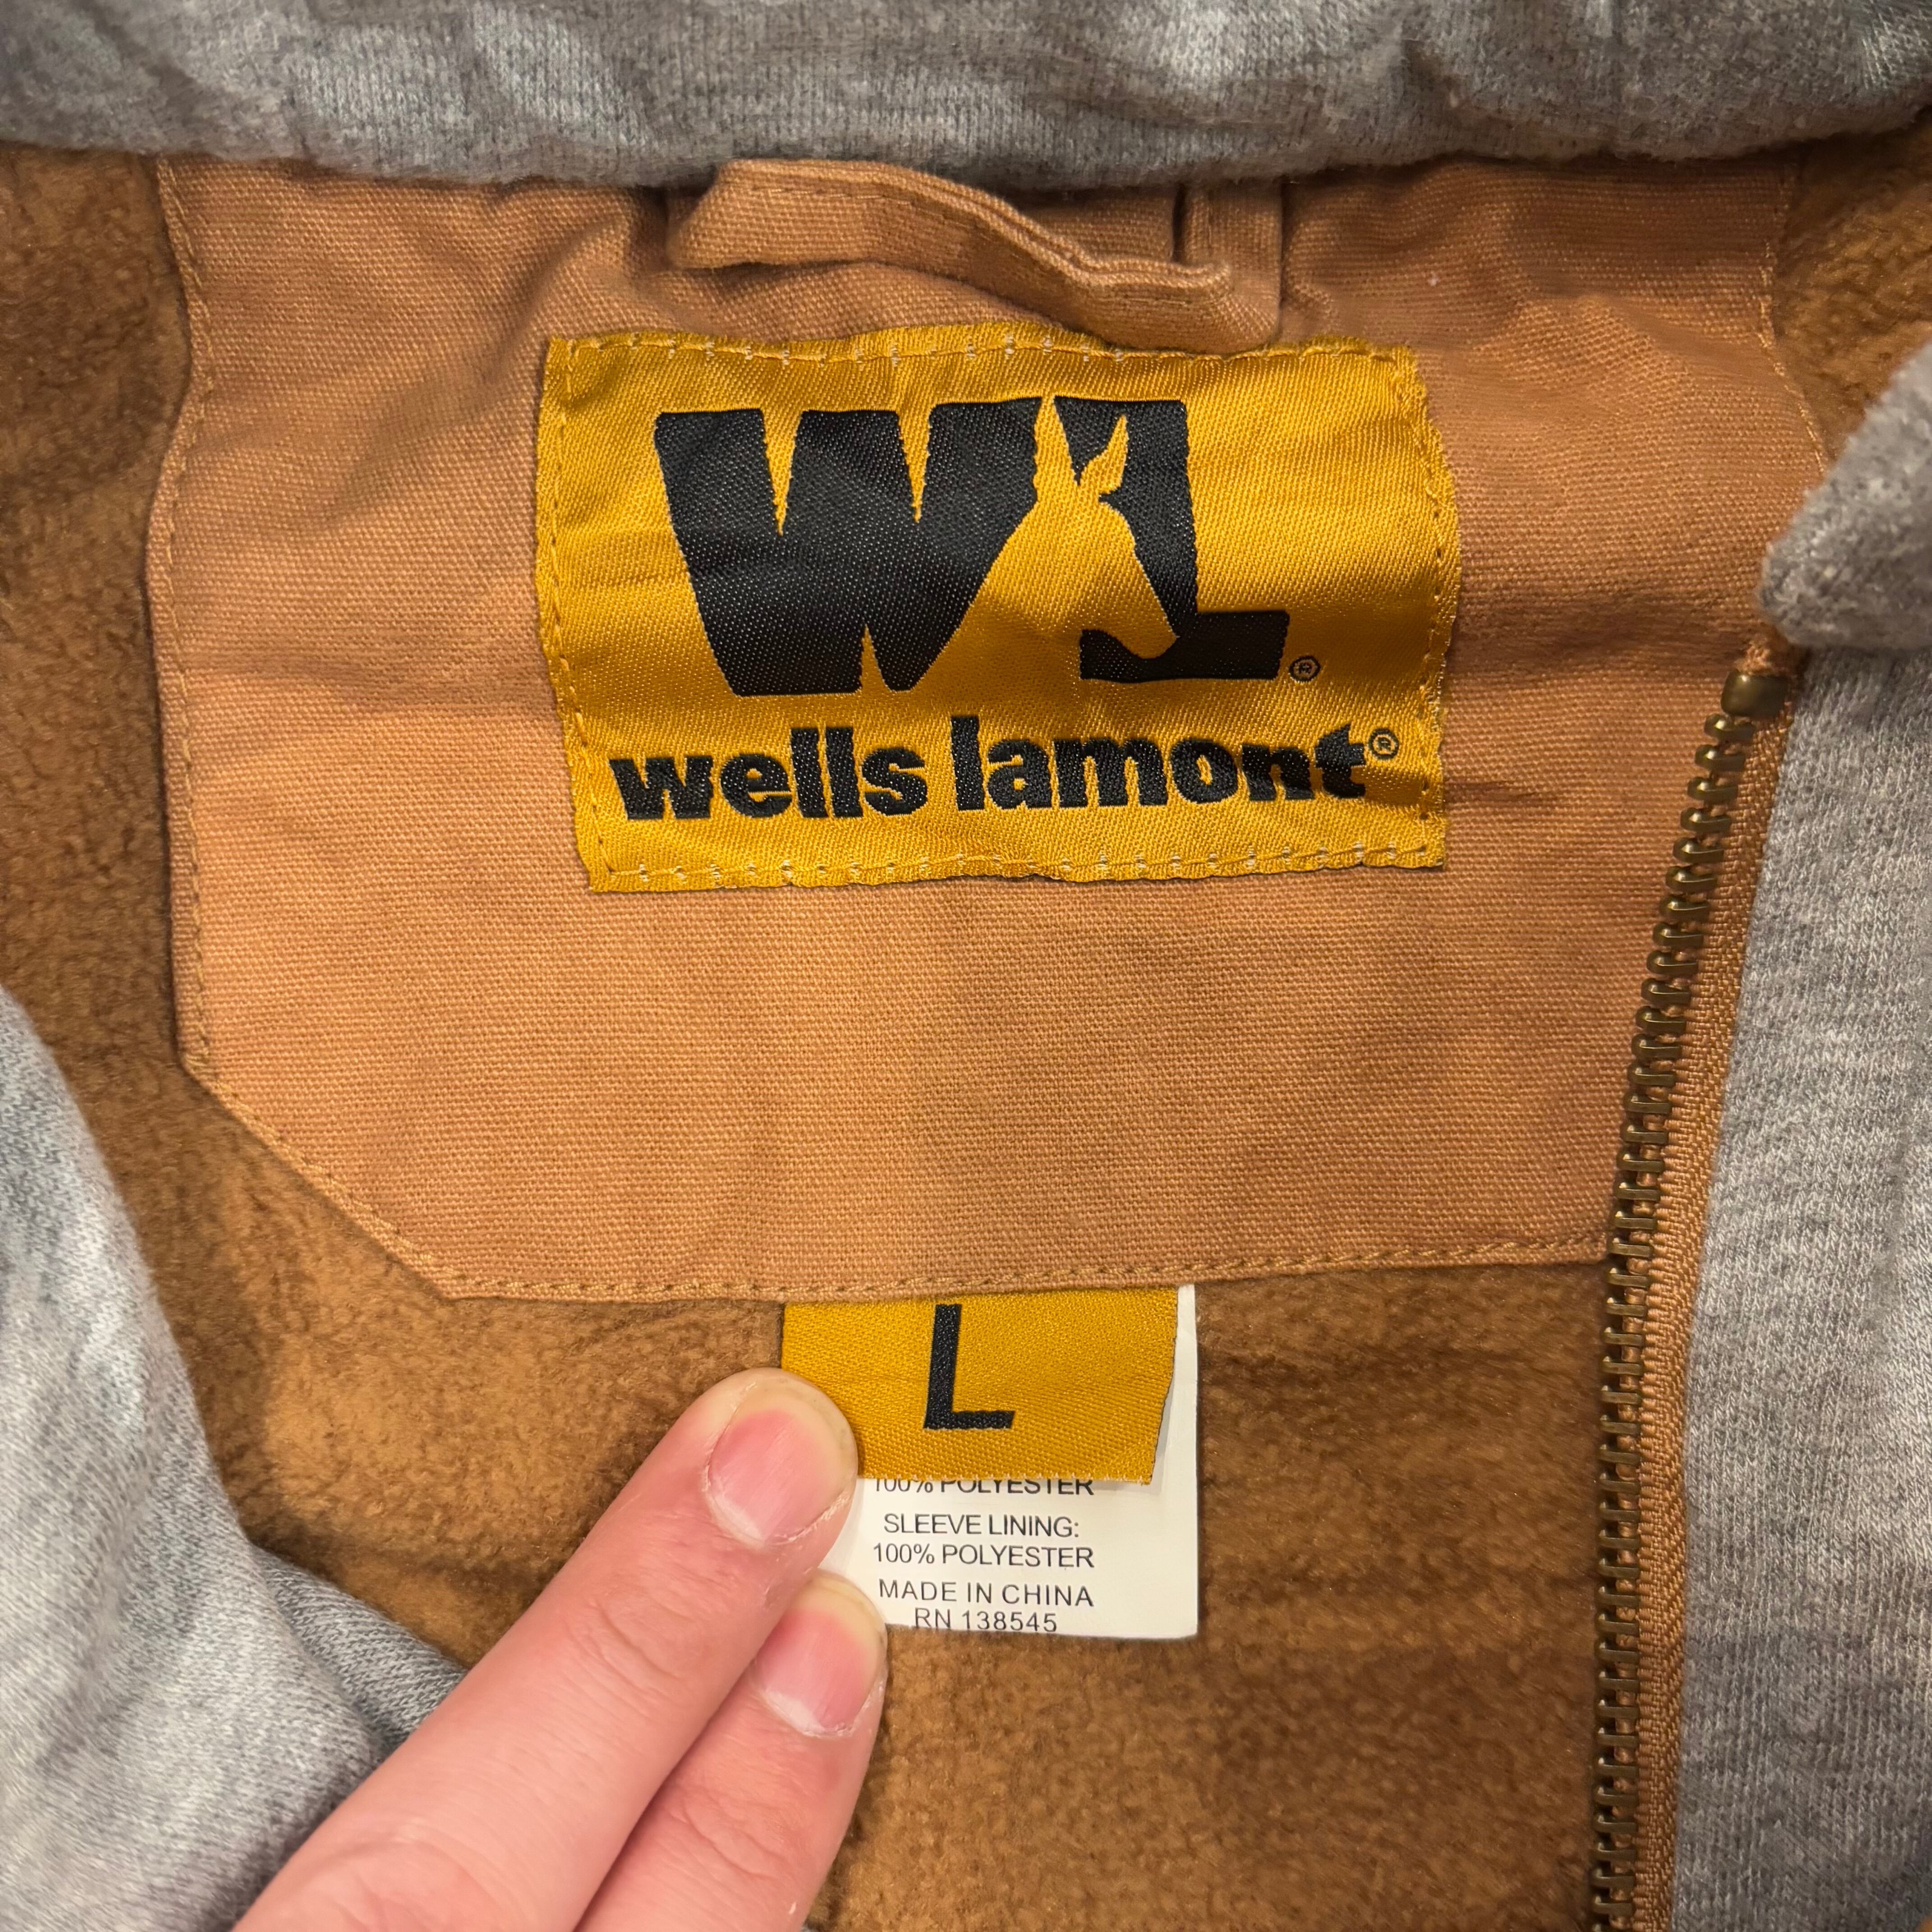 WL®
wells lamont®
L
100% POLYESTER
SLEEVE LINING:
100% POLYESTER
MADE IN CHINA
RN 138545